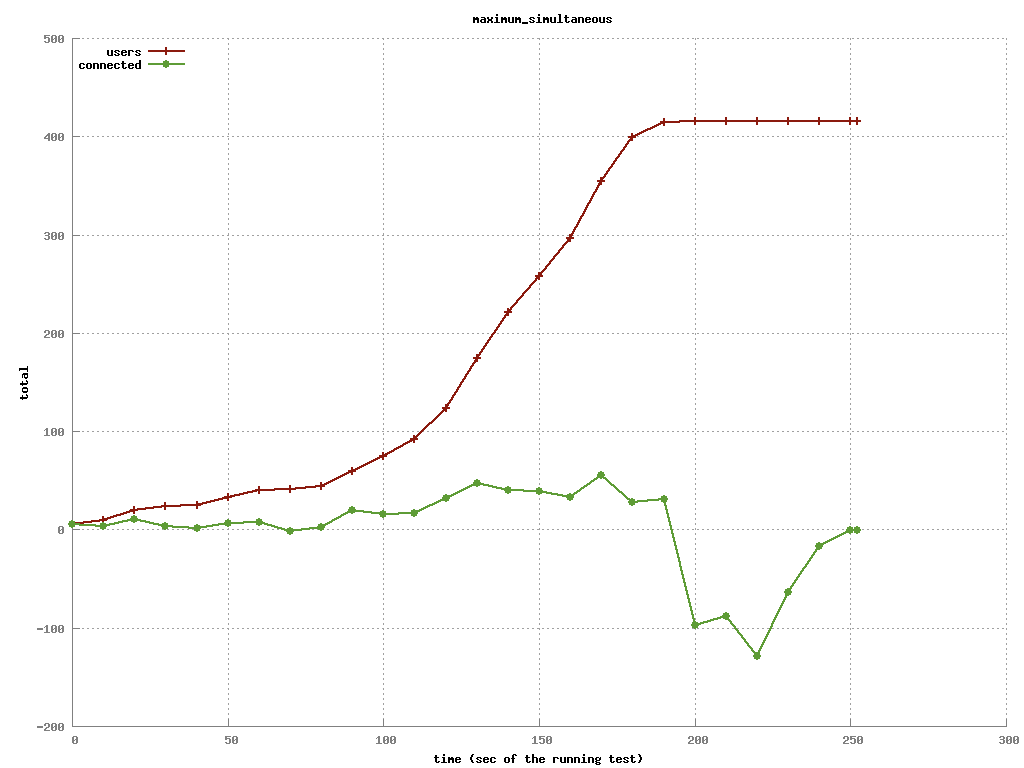 maximum_simultaneous
500
users
connected
400
300
200
total
100
0
-100
-200
0 50 100 150 200 250 300
time (sec of the running test)